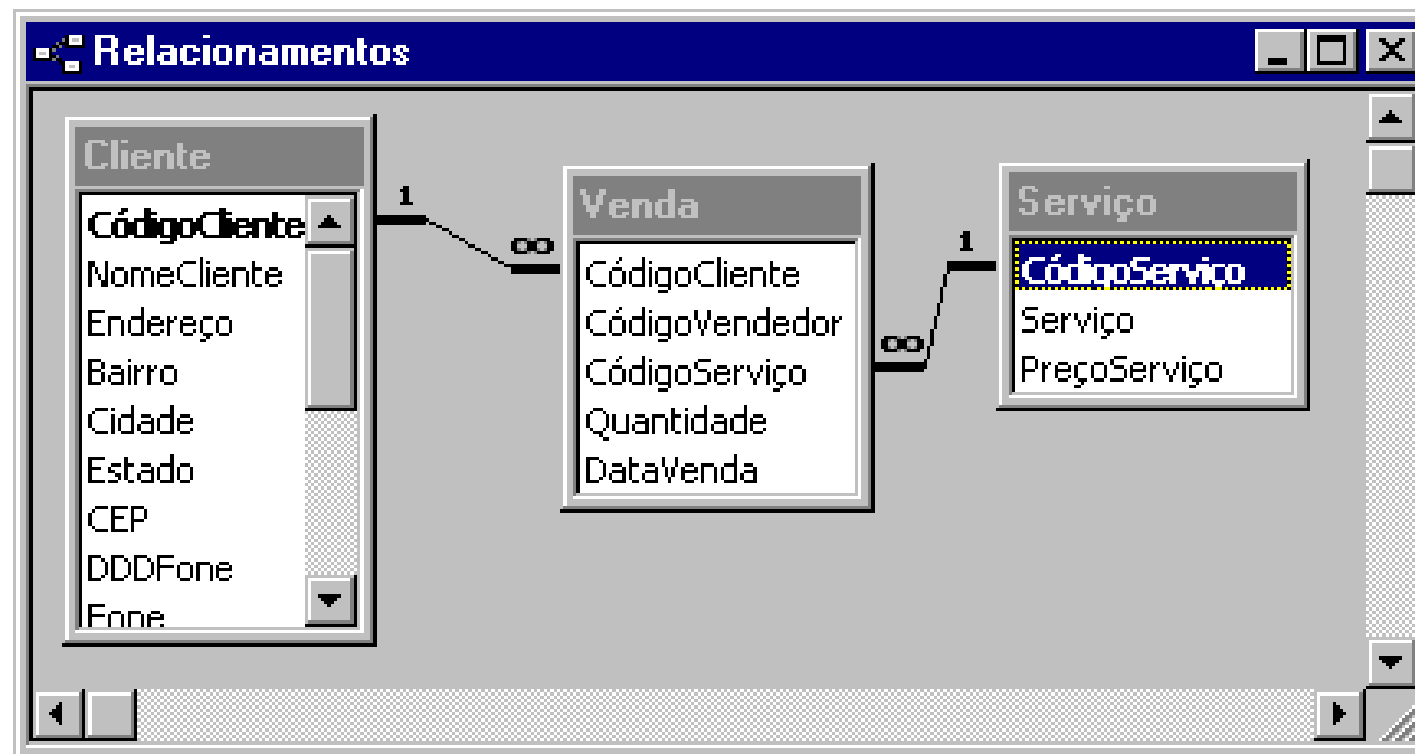 Relacionamentos
Cliente
CódigoCliente
NomeCliente
Endereço
Bairro
Cidade
Estado
CEP
DDDFone
Fone
1
∞
Venda
CódigoCliente
CódigoVendedor
CódigoServiço
Quantidade
DataVenda
∞
1
Serviço
CódigoServiço
Serviço
PreçoServiço